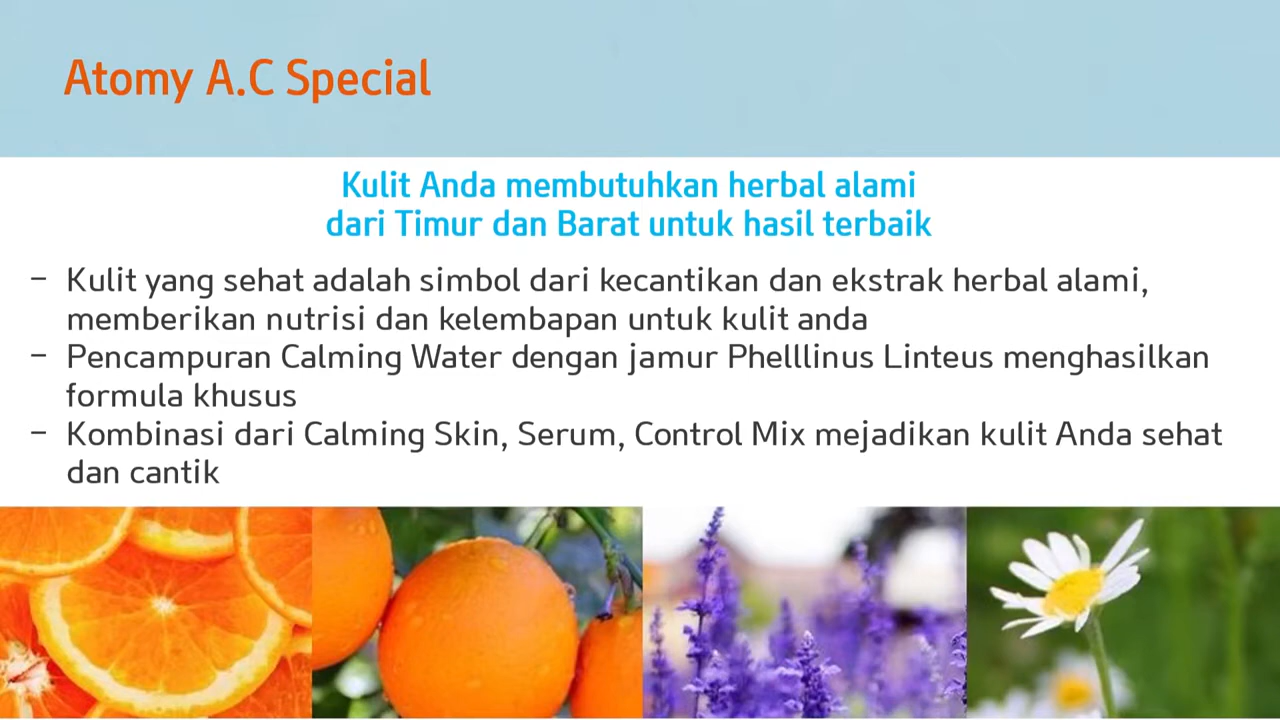 Atomy A.C Special
Kulit Anda membutuhkan herbal alami
dari Timur dan Barat untuk hasil terbaik
− Kulit yang sehat adalah simbol dari kecantikan dan ekstrak herbal alami,
memberikan nutrisi dan kelembapan untuk kulit anda
− Pencampuran Calming Water dengan jamur Phelllinus Linteus menghasilkan
formula khusus
− Kombinasi dari Calming Skin, Serum, Control Mix mejadikan kulit Anda sehat
dan cantik